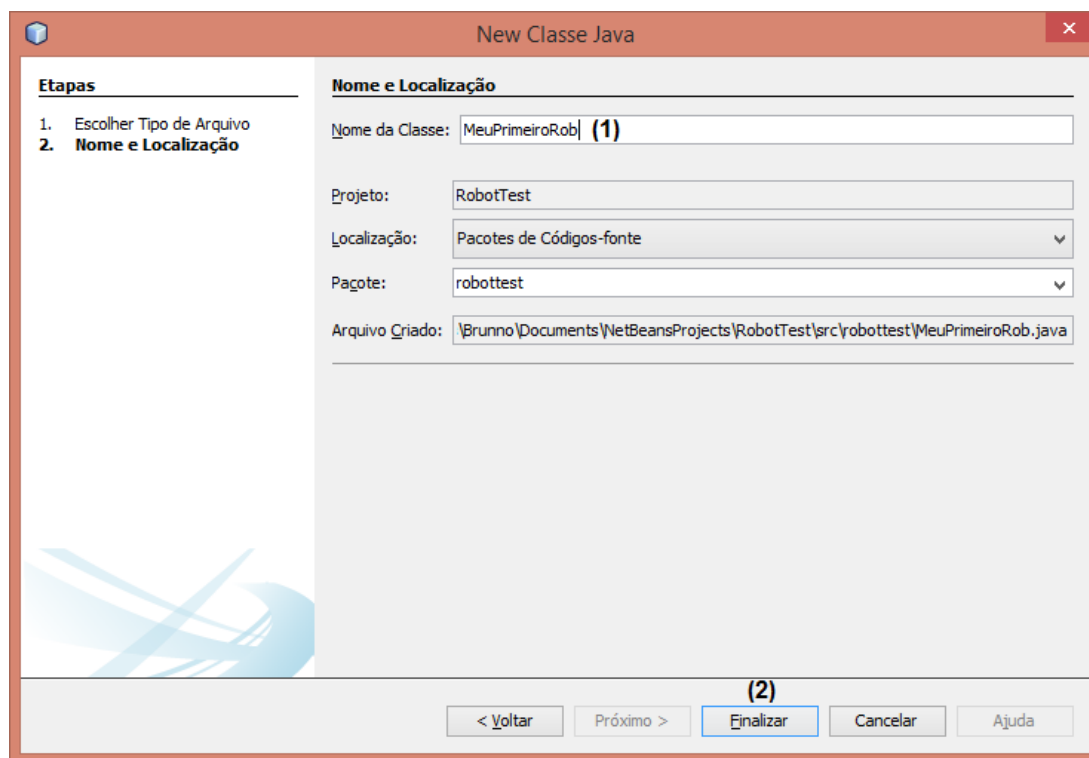 New Classe Java
Etapas
1. Escolher Tipo de Arquivo
2. Nome e Localização
Nome e Localização
Nome da Classe: MeuPrimeiroRob (1)
Projeto: RobotTest
Localização: Pacotes de Códigos-fonte
Pacote: robottest
Arquivo Criado: \Brunno\Documents\NetBeansProjects\RobotTest\src\robottest\MeuPrimeiroRob.java
(2)
< Voltar Próximo > Finalizar Cancelar Ajuda